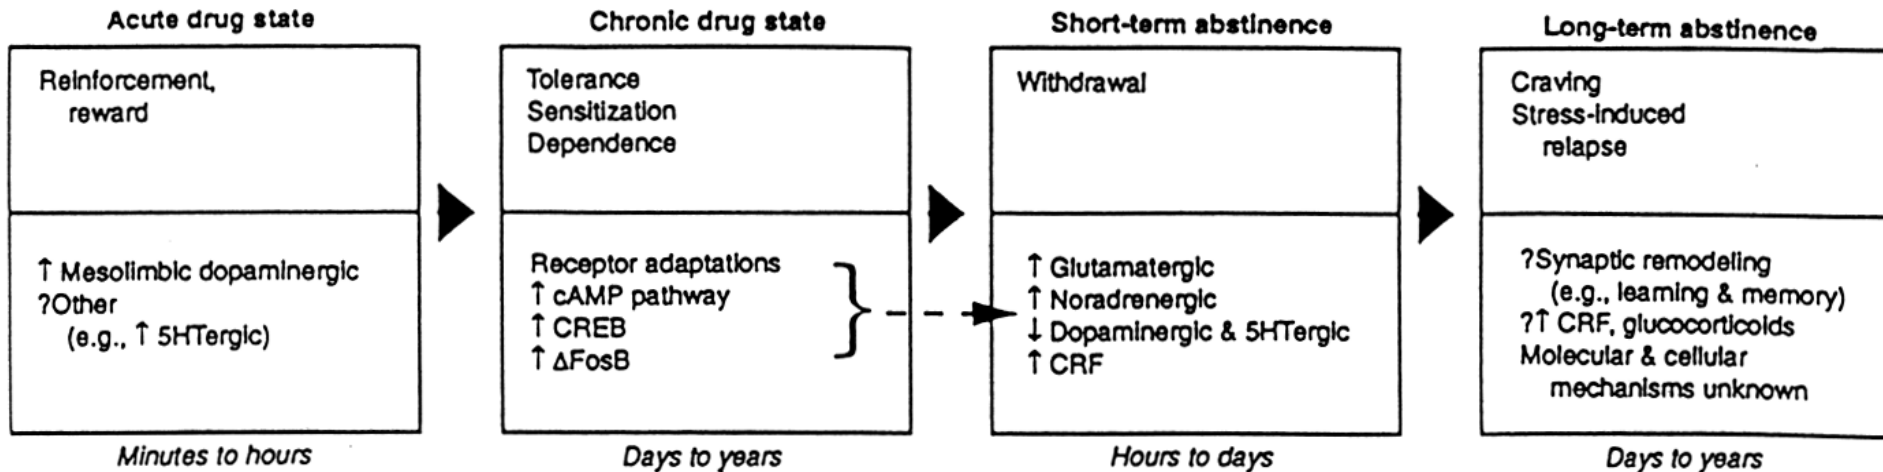 Acute drug state
Reinforcement,
reward
↑ Mesolimbic dopaminergic
?Other
(e.g., ↑ 5HTergic)
Minutes to hours
Chronic drug state
Tolerance
Sensitization
Dependence
Receptor adaptations
↑ cAMP pathway
↑ CREB
↑ ΔFosB
Days to years
Short-term abstinence
Withdrawal
↑ Glutamatergic
↑ Noradrenergic
↓ Dopaminergic & 5HTergic
↑ CRF
Hours to days
Long-term abstinence
Craving
Stress-induced
relapse
?Synaptic remodeling
(e.g., learning & memory)
?↑ CRF, glucocorticoids
Molecular & cellular
mechanisms unknown
Days to years